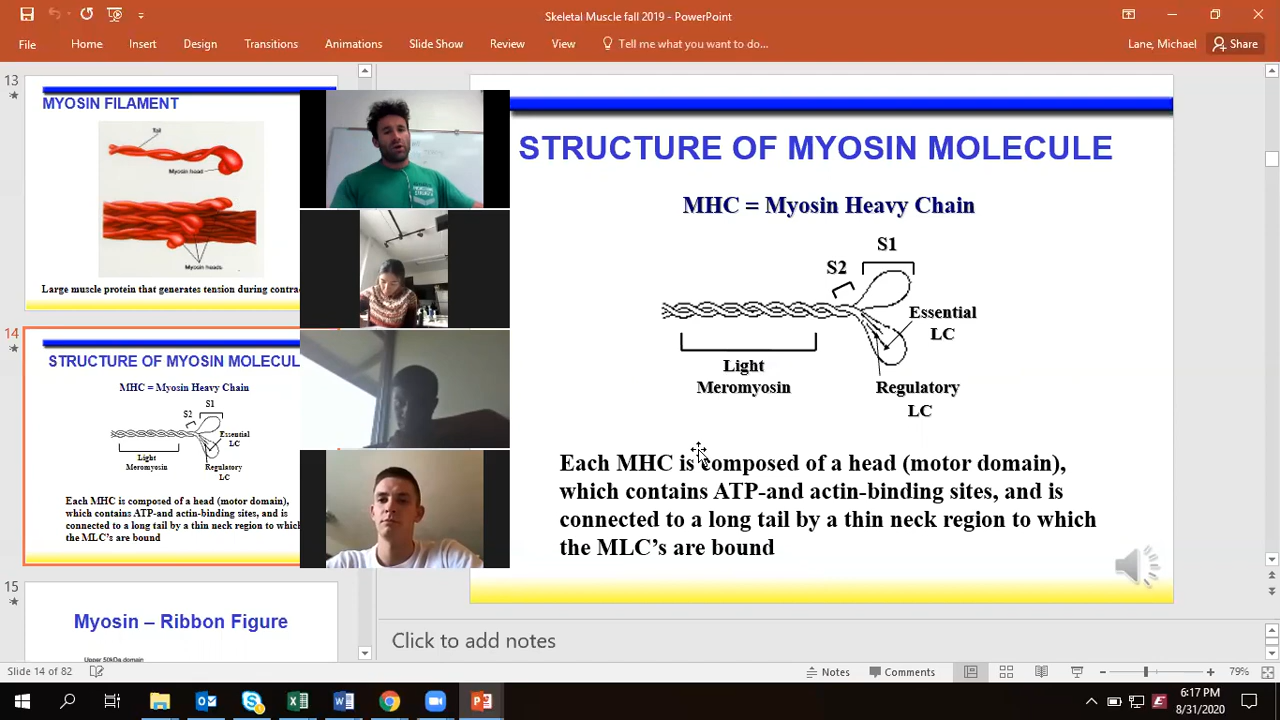 Skeletal Muscle fall 2019 - PowerPoint
File Home Insert Design Transitions Animations Slide Show Review View Tell me what you want to do... Lane, Michael Share
13
MYOSIN FILAMENT
Tail
Myosin head
Myosin heads
Large muscle protein that generates tension during contra
14
STRUCTURE OF MYOSIN MOLECUL
MHC = Myosin Heavy Chain
S1
S2
Essential
LC
Light
Meromyosin
Regulatory
LC
Each MHC is composed of a head (motor domain),
which contains ATP-and actin-binding sites, and is
connected to a long tail by a thin neck region to which
the MLC's are bound
15
Myosin – Ribbon Figure
Upper 50kDa domain
STRUCTURE OF MYOSIN MOLECULE
MHC = Myosin Heavy Chain
S1
S2
Essential
LC
Light
Meromyosin
Regulatory
LC
Each MHC is composed of a head (motor domain),
which contains ATP-and actin-binding sites, and is
connected to a long tail by a thin neck region to which
the MLC's are bound
Click to add notes
Slide 14 of 82 Notes Comments 79%
6:17 PM
8/31/2020